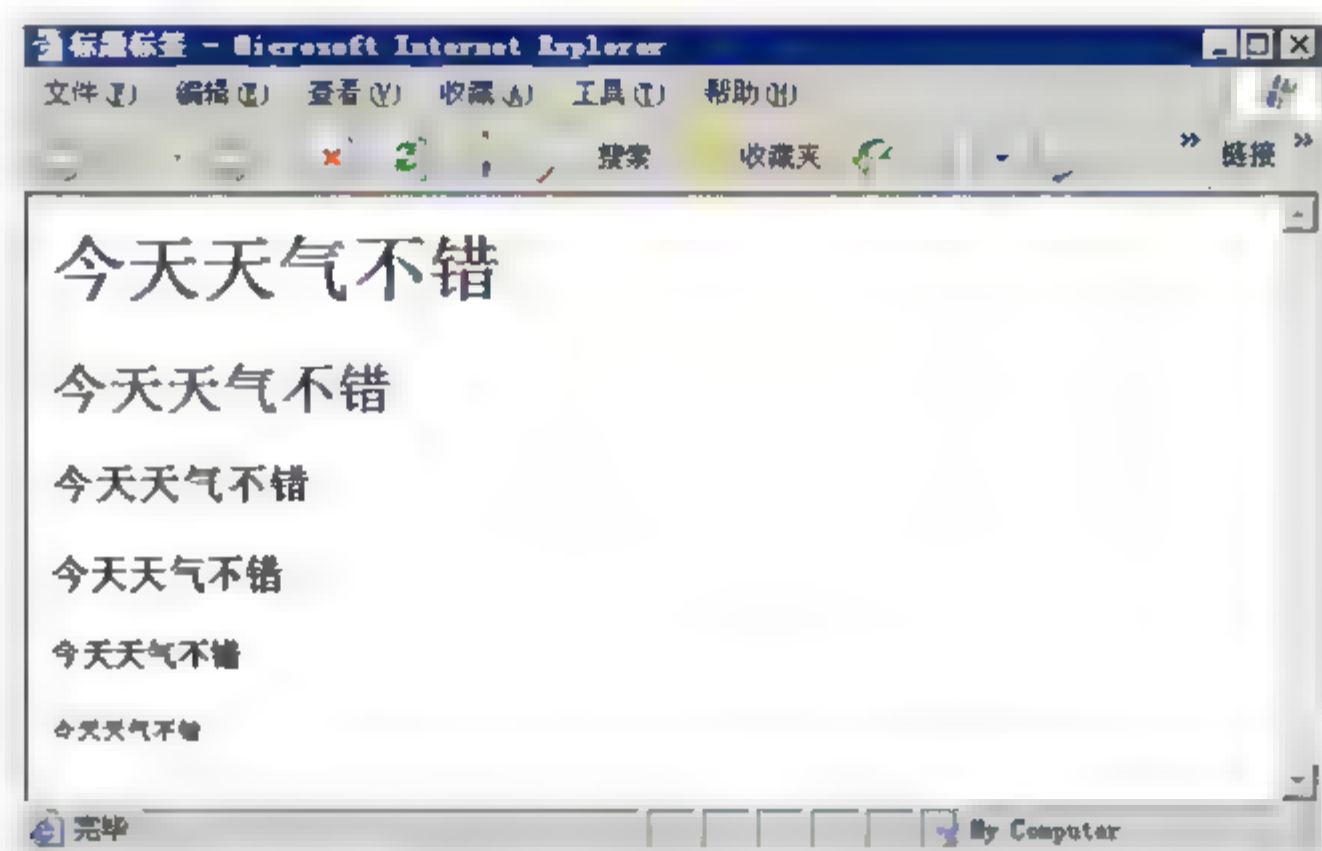 标题标签 - Microsoft Internet Explorer
文件(F) 编辑(E) 查看(V) 收藏(A) 工具(T) 帮助(H)
搜索 收藏夹 » 链接 »
今天天气不错
今天天气不错
今天天气不错
今天天气不错
今天天气不错
今天天气不错
完毕 My Computer